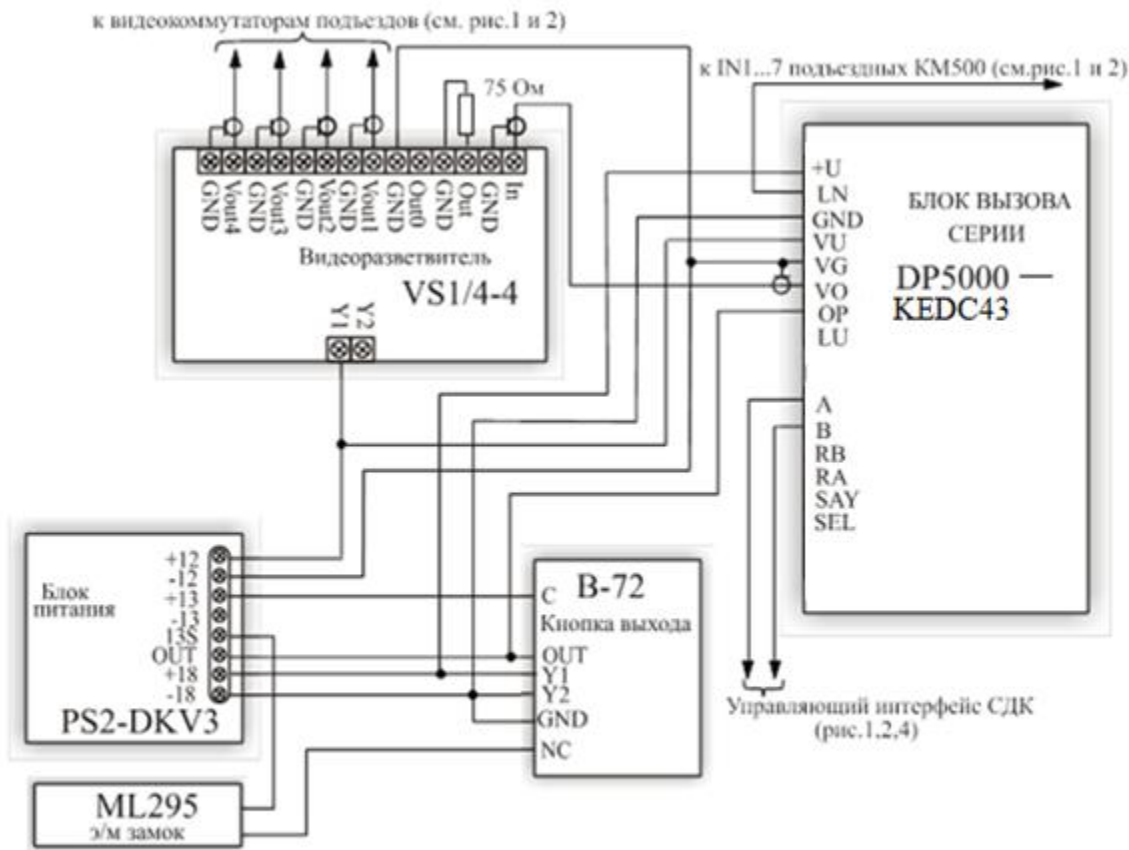 к видеокоммутаторам подъездов (см. рис.1 и 2)
75 Ом
к IN1...7 подъездных КМ500 (см.рис.1 и 2)
GND
Vout4
GND
Vout3
GND
Vout2
GND
Vout1
GND
Out0
GND
Out
GND
In
Видеоразветвитель
VS1/4-4
Y1
Y2
+U
LN
GND
VU
VG
VO
OP
LU
A
B
RB
RA
SAY
SEL
БЛОК ВЫЗОВА
СЕРИИ
DP5000 —
KEDC43
Управляющий интерфейс СДК
(рис.1,2,4)
Блок
питания
+12
-12
+13
-13
13S
OUT
+18
-18
PS2-DKV3
B-72
Кнопка выхода
C
OUT
Y1
Y2
GND
NC
ML295
э/м замок